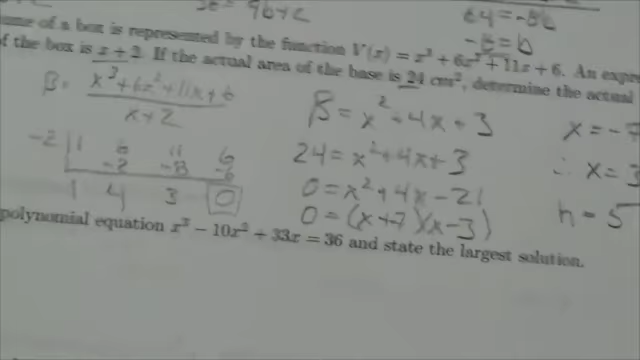 3c = 9b+c
64 = -8b
-8 = b
of a box is represented by the function V(x) = x³ + 6x² + 11x + 6. An
of the box is x + 2. If the actual area of the base is 24 cm², determine the actual
B = x³+6x²+11x+6 / x+2
B = x² + 4x + 3
x = -7
-2 | 1 6 11 6
-2 -8 -6
1 4 3 0
24 = x² + 4x + 3
∴ x = 3
0 = x² + 4x - 21
0 = (x+7)(x-3)
h = 5
polynomial equation x³ − 10x² + 33x = 36 and state the largest solution.